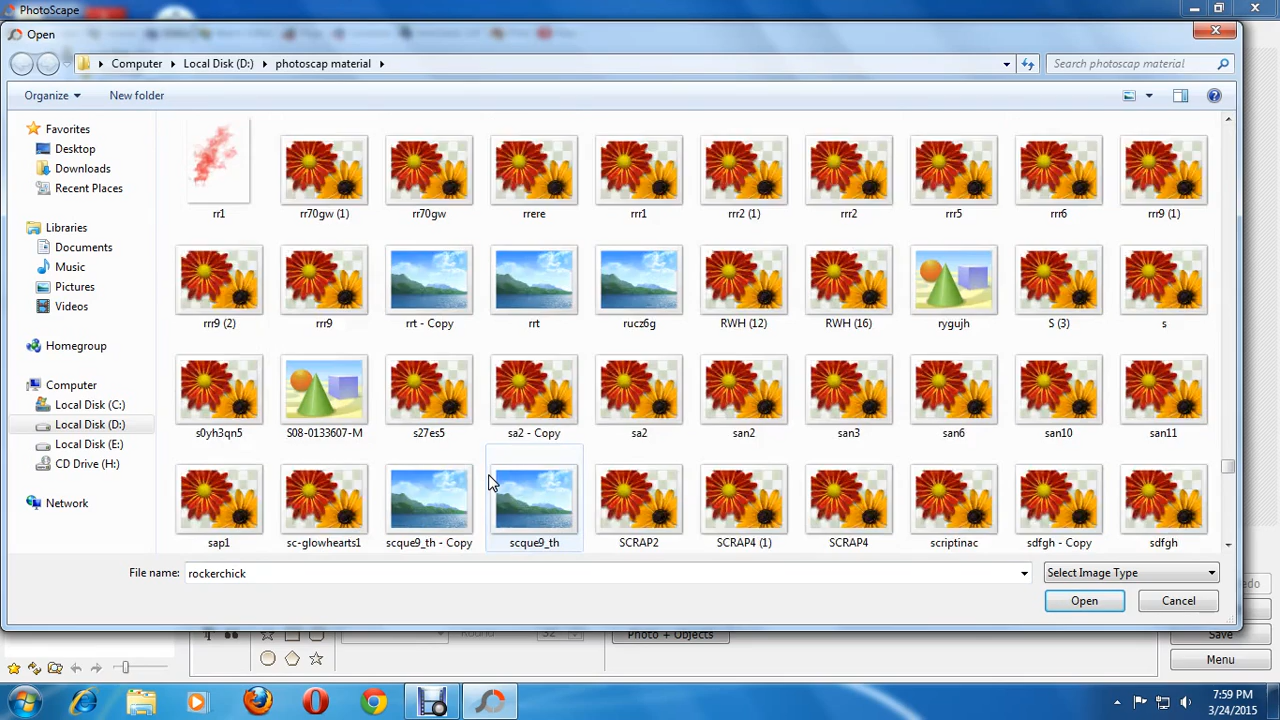 PhotoScape
Open
Computer Local Disk (D:) photoscap material
Search photoscap material
Organize New folder
Favorites
Desktop
Downloads
Recent Places
Libraries
Documents
Music
Pictures
Videos
Homegroup
Computer
Local Disk (C:)
Local Disk (D:)
Local Disk (E:)
CD Drive (H:)
Network
rr1 rr70gw (1) rr70gw rrere rrr1 rrr2 (1) rrr2 rrr5 rrr6 rrr9 (1)
rrr9 (2) rrr9 rrt - Copy rrt rucz6g RWH (12) RWH (16) rygujh S (3) s
s0yh3qn5 S08-0133607-M s27es5 sa2 - Copy sa2 san2 san3 san6 san10 san11
sap1 sc-glowhearts1 scque9_th - Copy scque9_th SCRAP2 SCRAP4 (1) SCRAP4 scriptinac sdfgh - Copy sdfgh
File name: rockerchick Select Image Type
Open Cancel
Photo + Objects
Save
Menu
7:59 PM
3/24/2015